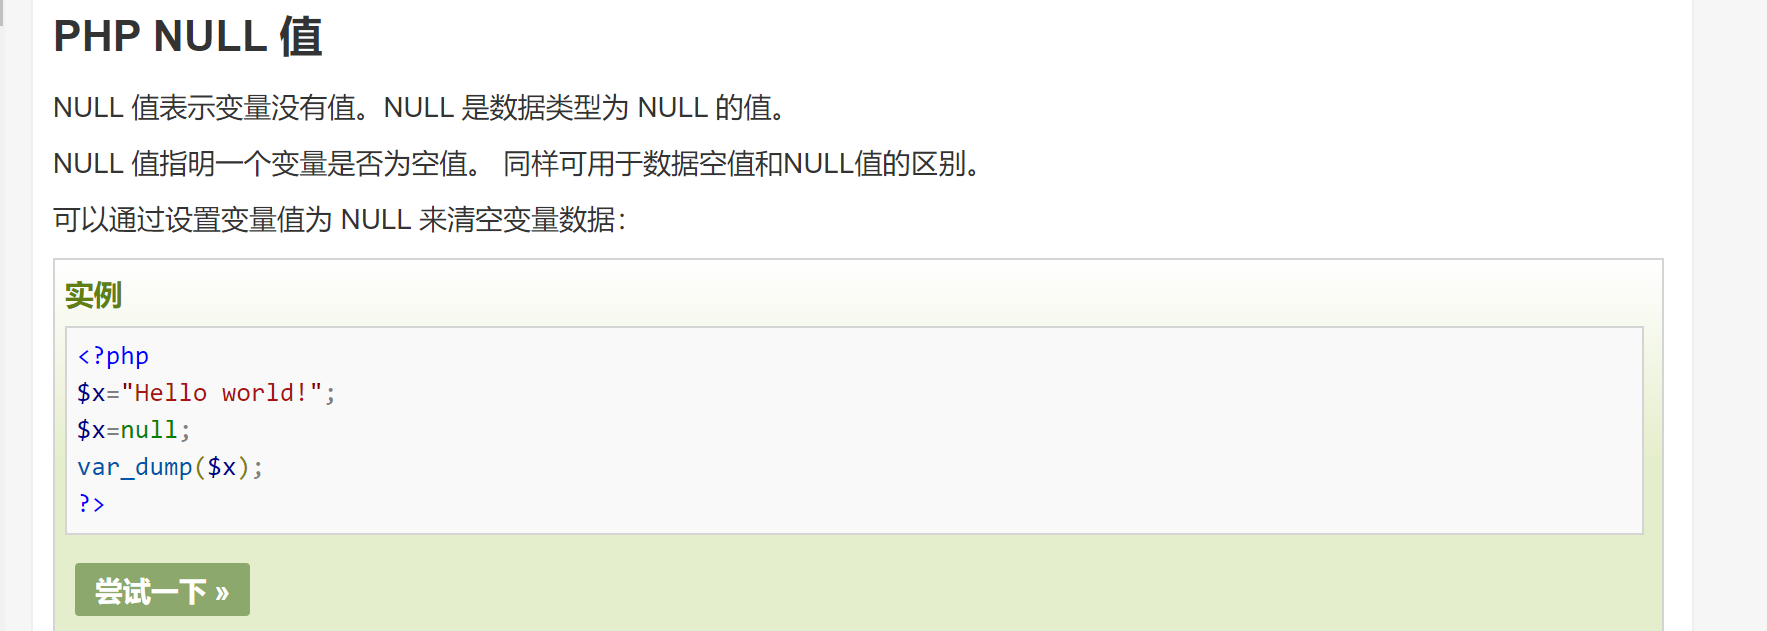 PHP NULL 值
NULL 值表示变量没有值。NULL 是数据类型为 NULL 的值。
NULL 值指明一个变量是否为空值。 同样可用于数据空值和NULL值的区别。
可以通过设置变量值为 NULL 来清空变量数据：
实例
<?php
$x="Hello world!";
$x=null;
var_dump($x);
?>
尝试一下 »